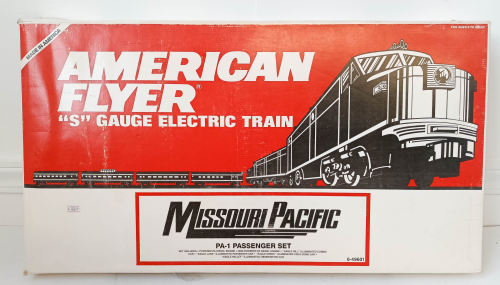 MADE IN AMERICA
AMERICAN
FLYER
"S" GAUGE ELECTRIC TRAIN
MISSOURI PACIFIC
PA-1 PASSENGER SET
6-49601